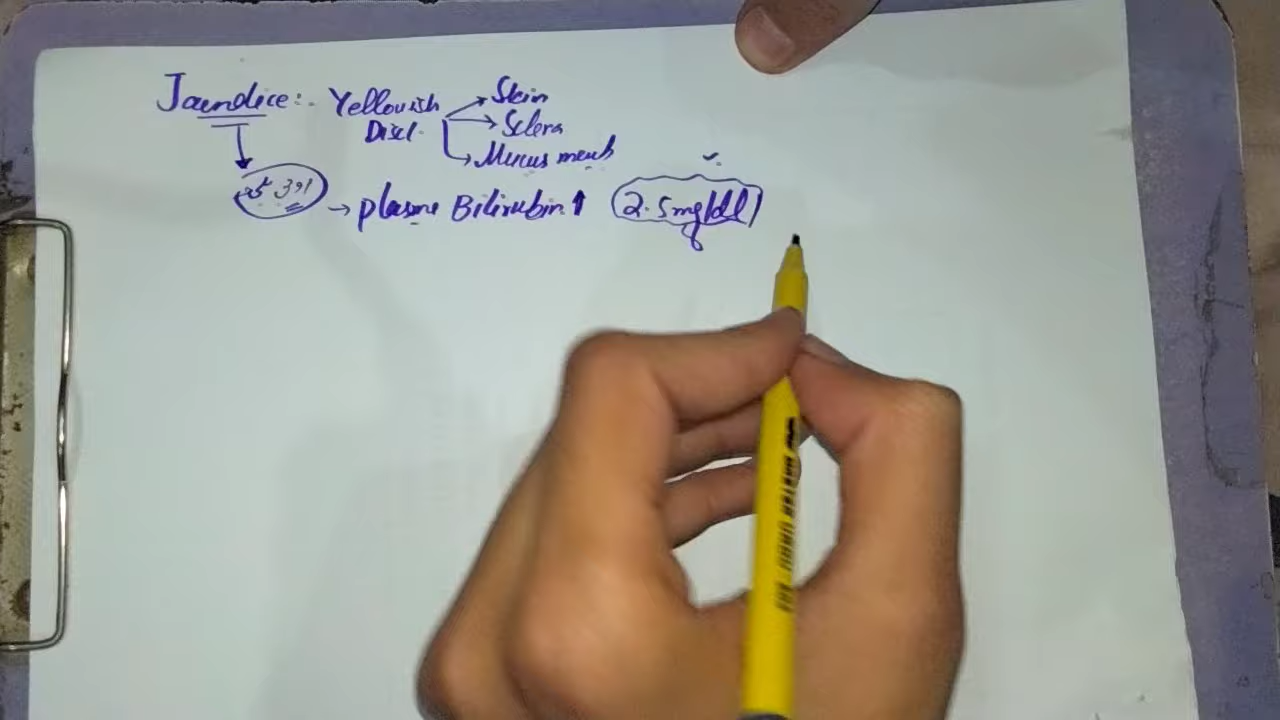 Jaundice:- Yellowish → Skin
Discl. → Sclera
→ Mucus memb
→ plasma Bilirubin ↑ (2.5mg/dl)